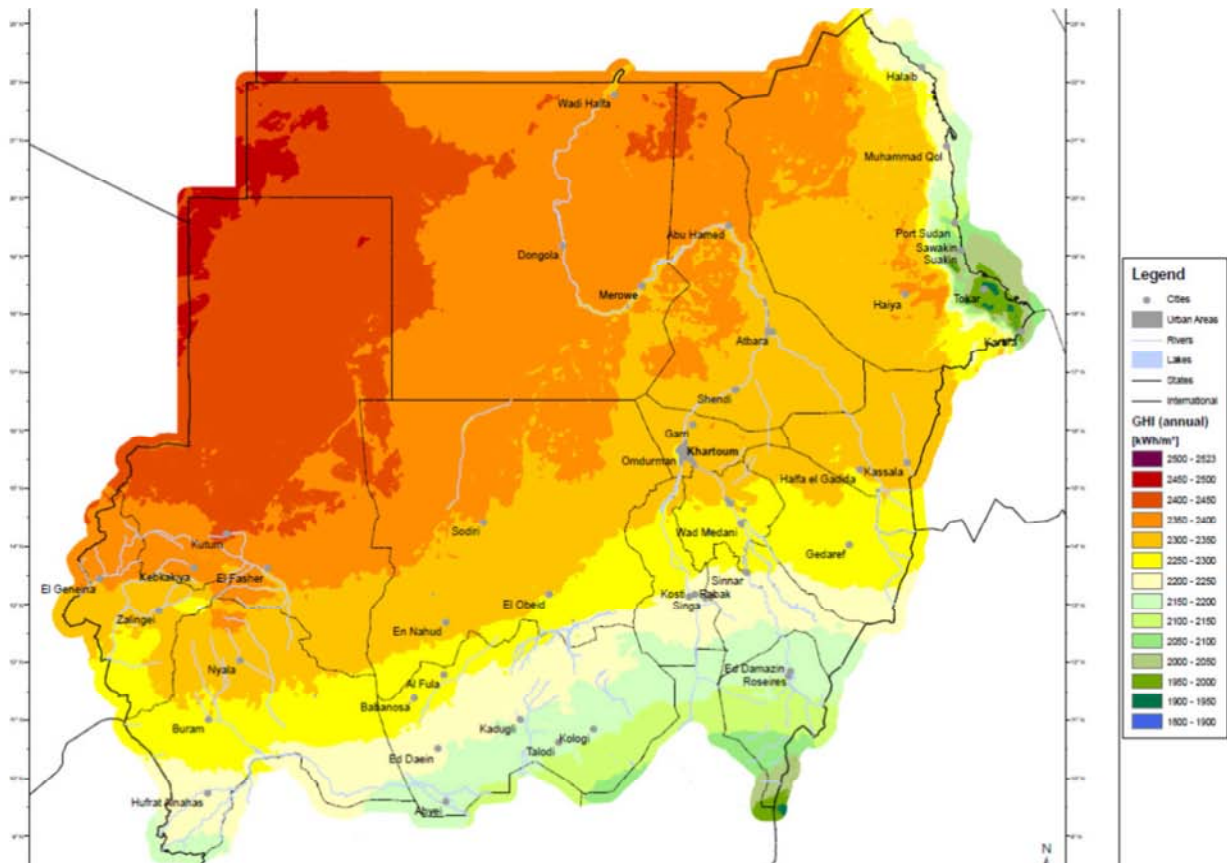 Halaib
Wadi Halfa
Muhammad Qol
Port Sudan
Sawakin
Suakin
Abu Hamed
Dongola
Merowe
Haiya
Tokar
Atbara
Shendi
Garri
Khartoum
Omdurman
Halfa el Gadida
Kassala
Sodiri
Wad Medani
Gedaref
Kutum
Kebkakiya
El Fasher
El Geneina
Sinnar
Kosti
Rabak
Singa
El Obeid
Zalingei
En Nahud
Nyala
Ed Damazin
Roseires
Al Fula
Babanosa
Buram
Kadugli
Kologi
Talodi
Ed Daein
Hufrat Alnahas
N
Legend
Cities
Urban Areas
Rivers
Lakes
States
International
GHI (annual)
[kWh/m²]
2500 - 2523
2450 - 2500
2400 - 2450
2350 - 2400
2300 - 2350
2250 - 2300
2200 - 2250
2150 - 2200
2100 - 2150
2050 - 2100
2000 - 2050
1950 - 2000
1900 - 1950
1800 - 1900